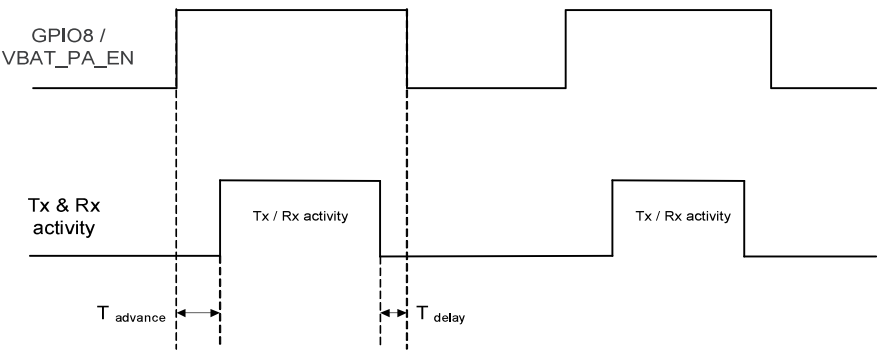 GPIO8 /
VBAT_PA_EN
Tx & Rx
activity
Tx / Rx activity
Tx / Rx activity
T advance
T delay